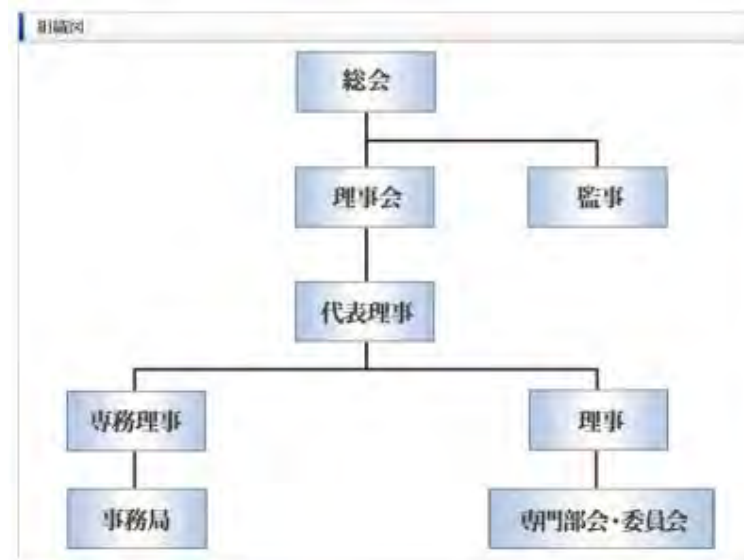 組織図
総会
理事会
監事
代表理事
専務理事
理事
事務局
専門部会・委員会